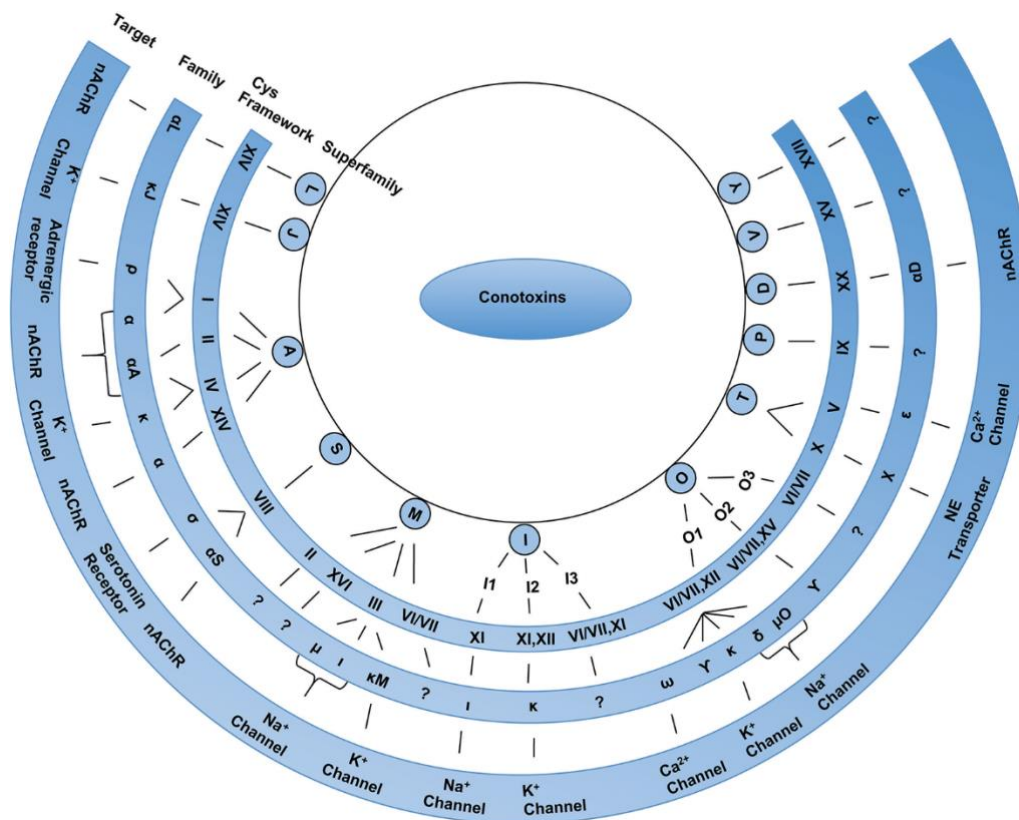 Target
Family
Cys
Framework
Superfamily
Conotoxins
L
J
A
S
M
I
O
T
P
D
V
Y
I1
I2
I3
O1
O2
O3
XIV
XIV
I
II
IV
XIV
VIII
II
XVI
III
VI/VII
XI
XI,XII
VI/VII,XI
VI/VII,XII
VI/VII,XV
VI/VII
X
V
IX
XX
XV
XVII
αL
κJ
ρ
α
αA
κ
α
σ
αS
?
?
μ
ι
κM
?
ι
κ
?
ω
ϒ
κ
δ
μO
ϒ
?
X
ε
?
αD
?
?
nAChR
K⁺
Channel
Adrenergic
receptor
nAChR
K⁺
Channel
nAChR
Serotonin
Receptor
nAChR
Na⁺
Channel
K⁺
Channel
Na⁺
Channel
K⁺
Channel
Ca²⁺
Channel
K⁺
Channel
Na⁺
Channel
NE
Transporter
Ca²⁺
Channel
nAChR